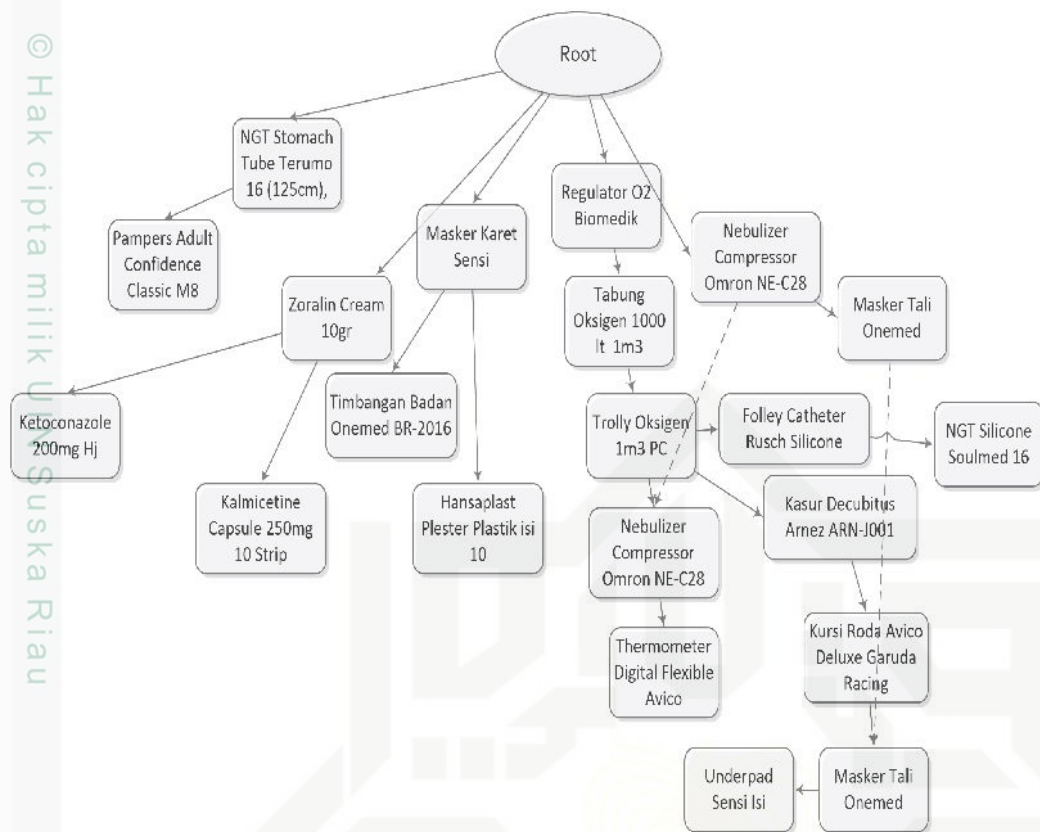 © Hak cipta milik UIN Suska Riau
Root
NGT Stomach
Tube Terumo
16 (125cm),
Pampers Adult
Confidence
Classic M8
Zoralin Cream
10gr
Masker Karet
Sensi
Regulator O2
Biomedik
Nebulizer
Compressor
Omron NE-C28
Tabung
Oksigen 1000
lt 1m3
Masker Tali
Onemed
Ketoconazole
200mg Hj
Timbangan Badan
Onemed BR-2016
Trolly Oksigen
1m3 PC
Folley Catheter
Rusch Silicone
NGT Silicone
Soulmed 16
Kalmicetine
Capsule 250mg
10 Strip
Hansaplast
Plester Plastik isi
10
Nebulizer
Compressor
Omron NE-C28
Kasur Decubitus
Arnez ARN-J001
Thermometer
Digital Flexible
Avico
Kursi Roda Avico
Deluxe Garuda
Racing
Underpad
Sensi Isi
Masker Tali
Onemed